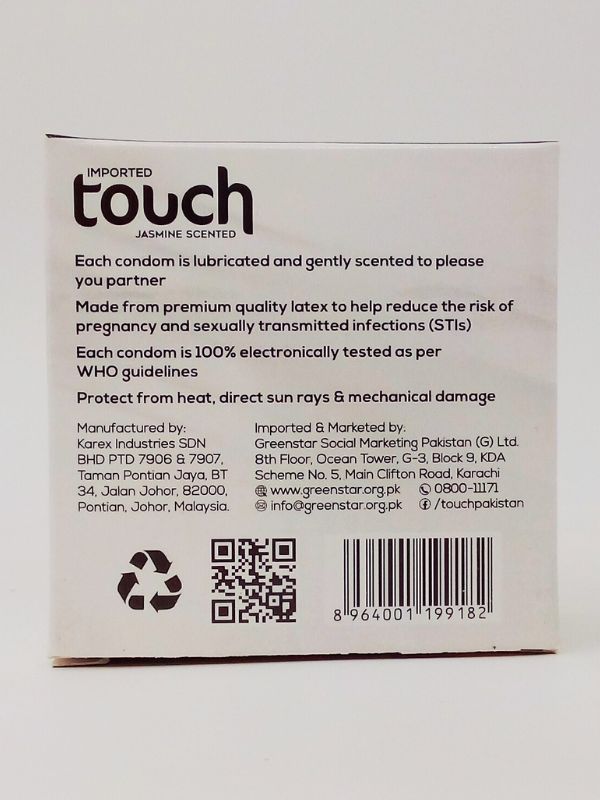 IMPORTED
touch
JASMINE SCENTED
Each condom is lubricated and gently scented to please
you partner
Made from premium quality latex to help reduce the risk of
pregnancy and sexually transmitted infections (STIs)
Each condom is 100% electronically tested as per
WHO guidelines
Protect from heat, direct sun rays & mechanical damage
Manufactured by:
Karex Industries SDN
BHD PTD 7906 & 7907,
Taman Pontian Jaya, BT
34, Jalan Johor, 82000,
Pontian, Johor, Malaysia.
Imported & Marketed by:
Greenstar Social Marketing Pakistan (G) Ltd.
8th Floor, Ocean Tower, G-3, Block 9, KDA
Scheme No. 5, Main Clifton Road, Karachi
www.greenstar.org.pk 0800-11171
info@greenstar.org.pk /touchpakistan
8 964001 199182